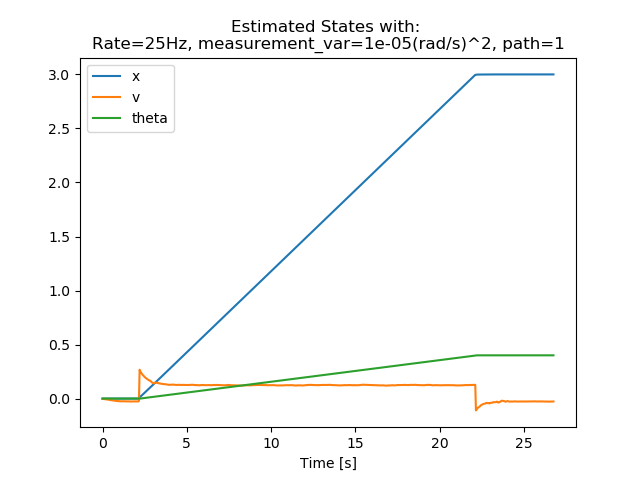 Estimated States with:
Rate=25Hz, measurement_var=1e-05(rad/s)^2, path=1
x
v
theta
3.0
2.5
2.0
1.5
1.0
0.5
0.0
0 5 10 15 20 25
Time [s]